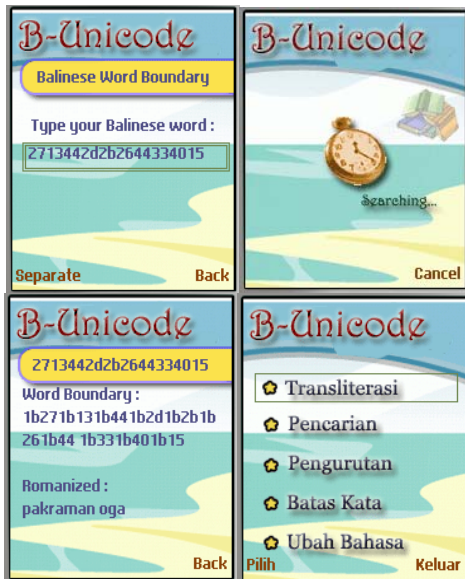 B-Unicode
Balinese Word Boundary
Type your Balinese word :
2713442d2b2644334015
Separate Back
B-Unicode
Searching...
Cancel
B-Unicode
2713442d2b2644334015
Word Boundary :
1b271b131b441b2d1b2b1b
261b44 1b331b401b15
Romanized :
pakraman oga
Back
B-Unicode
Transliterasi
Pencarian
Pengurutan
Batas Kata
Ubah Bahasa
Pilih Keluar